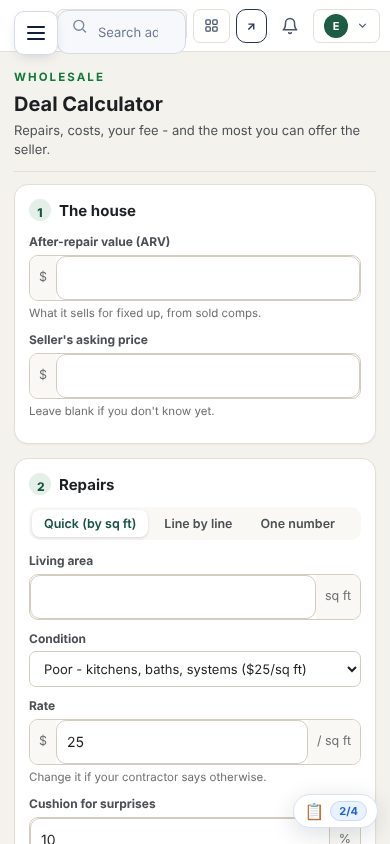 Search ad
E
WHOLESALE
Deal Calculator
Repairs, costs, your fee - and the most you can offer the
seller.
1 The house
After-repair value (ARV)
$
What it sells for fixed up, from sold comps.
Seller's asking price
$
Leave blank if you don't know yet.
2 Repairs
Quick (by sq ft) Line by line One number
Living area
sq ft
Condition
Poor - kitchens, baths, systems ($25/sq ft)
Rate
$ 25 / sq ft
Change it if your contractor says otherwise.
Cushion for surprises
2/4
10 %